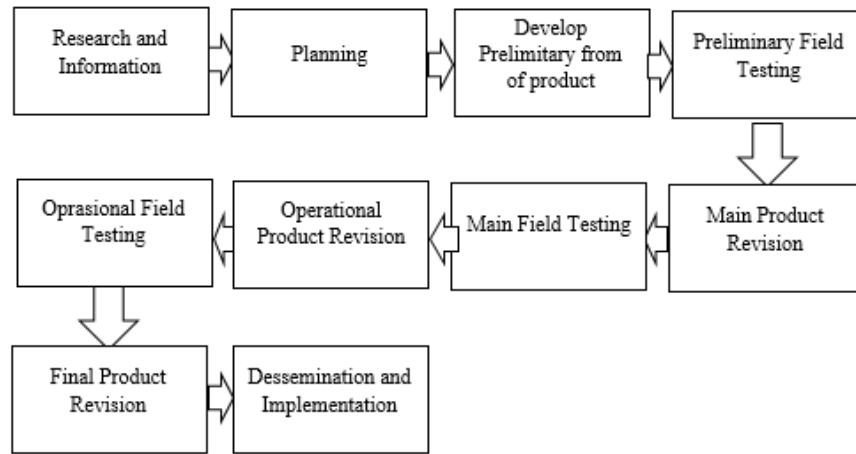 Research and
Information
Planning
Develop
Prelimitary from
of product
Preliminary Field
Testing
Main Product
Revision
Main Field Testing
Operational
Product Revision
Oprasional Field
Testing
Final Product
Revision
Dessemination and
Implementation